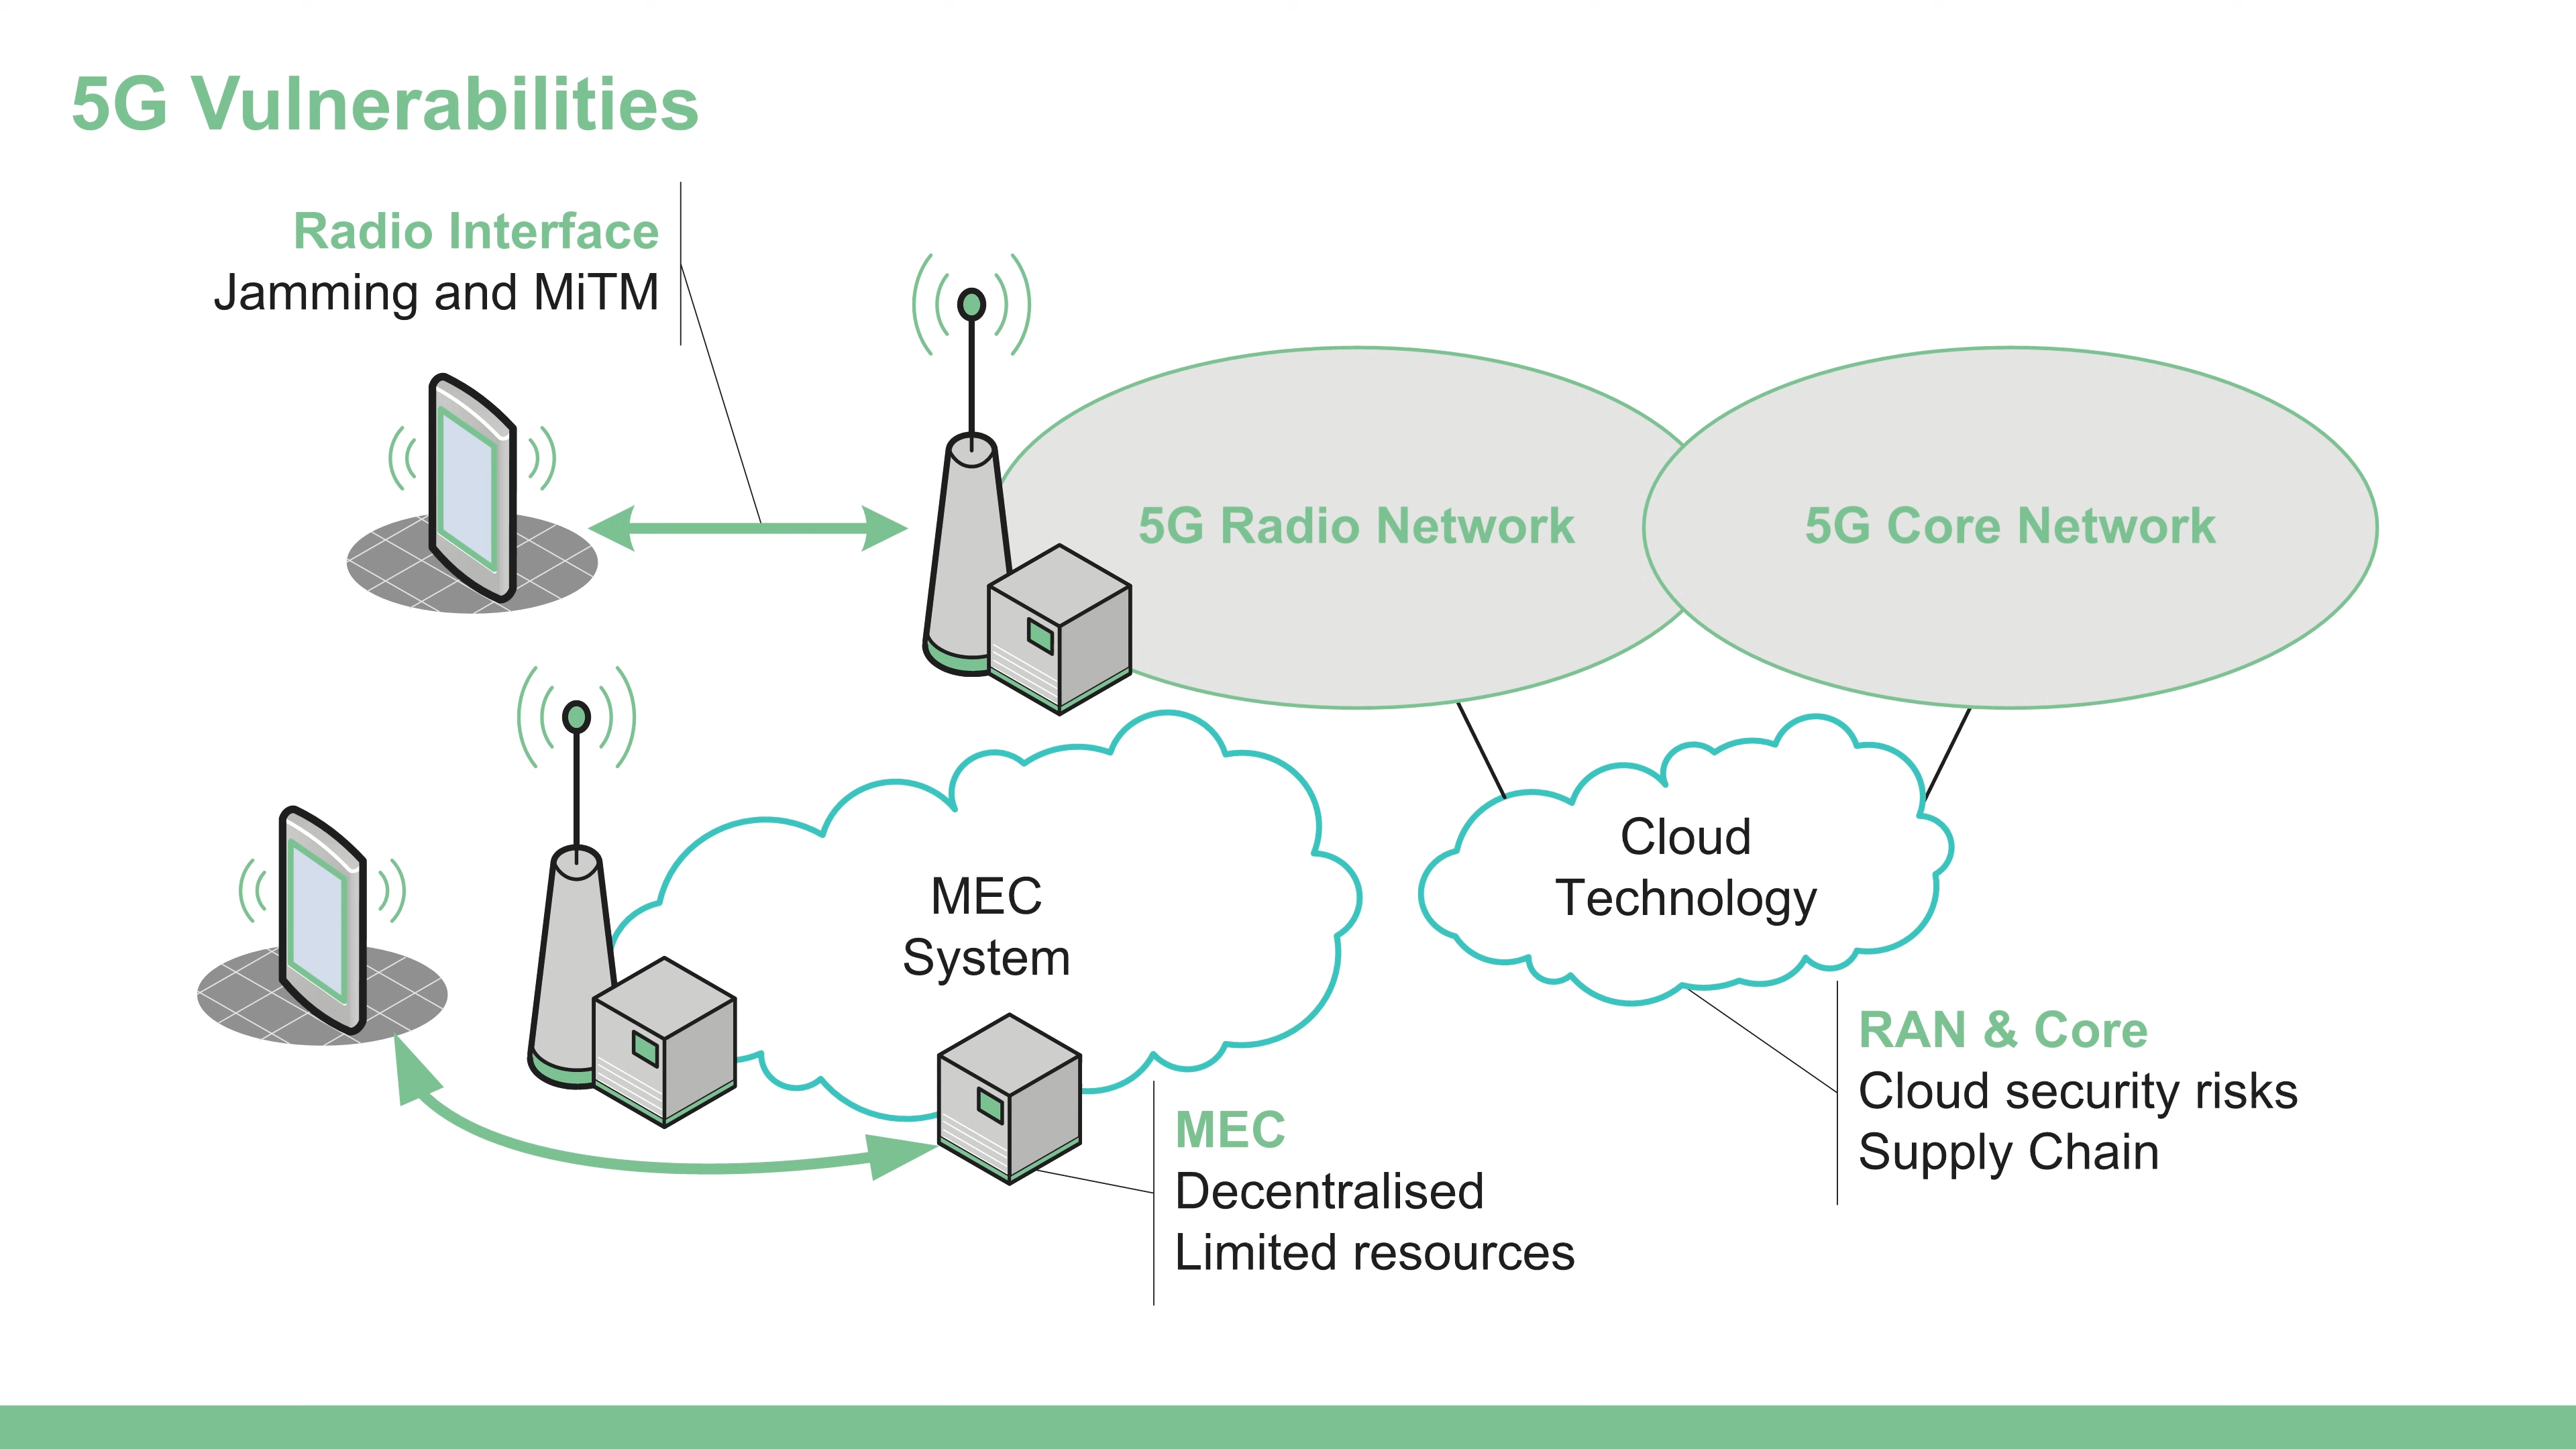 5G Vulnerabilities
Radio Interface
Jamming and MiTM
5G Radio Network
5G Core Network
Cloud
Technology
MEC
System
RAN & Core
Cloud security risks
Supply Chain
MEC
Decentralised
Limited resources